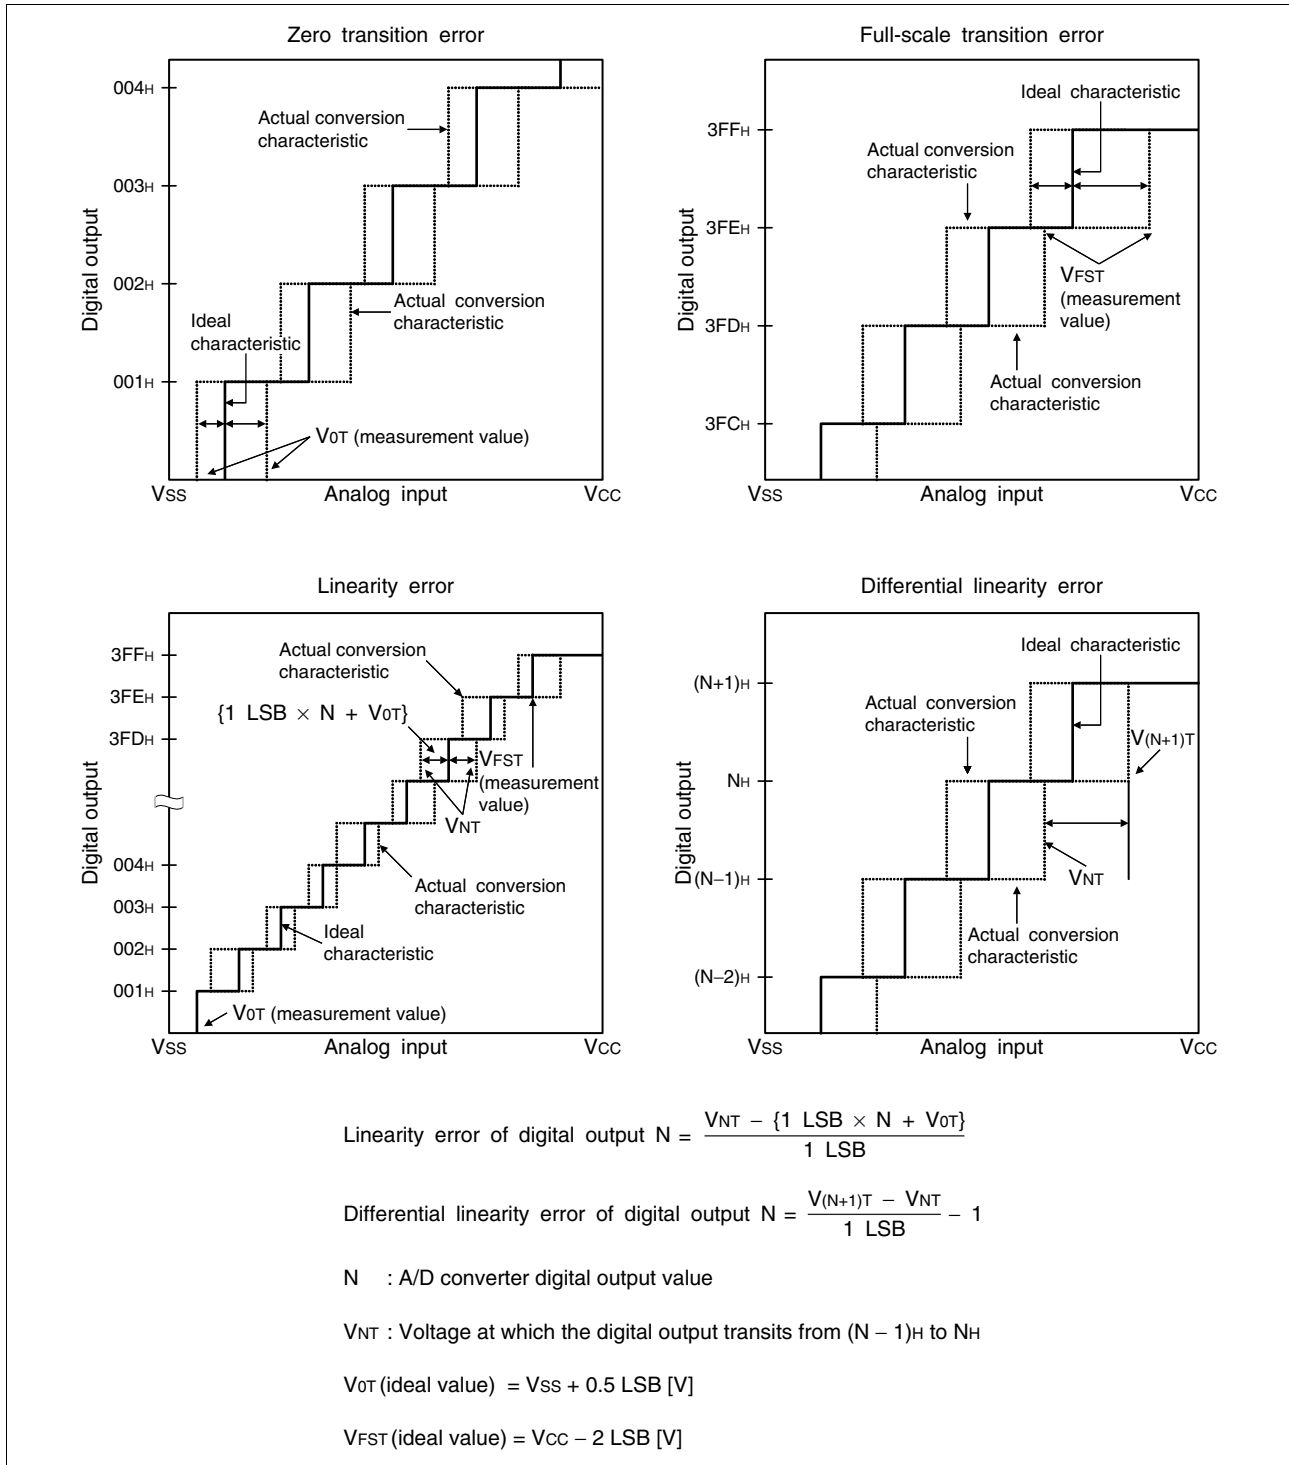 Zero transition error
004H
003H
002H
001H
Digital output
Actual conversion
characteristic
Actual conversion
characteristic
Ideal
characteristic
V0T (measurement value)
VSS
Analog input
VCC
Full-scale transition error
3FFH
3FEH
3FDH
3FCH
Digital output
Ideal characteristic
Actual conversion
characteristic
VFST
(measurement
value)
Actual conversion
characteristic
VSS
Analog input
VCC
Linearity error
3FFH
3FEH
3FDH
004H
003H
002H
001H
Digital output
Actual conversion
characteristic
{1 LSB × N + V0T}
VFST
(measurement
value)
VNT
Actual conversion
characteristic
Ideal
characteristic
V0T (measurement value)
VSS
Analog input
VCC
Differential linearity error
(N+1)H
NH
(N−1)H
(N−2)H
Digital output
Ideal characteristic
Actual conversion
characteristic
V(N+1)T
VNT
Actual conversion
characteristic
VSS
Analog input
VCC
Linearity error of digital output N = VNT − {1 LSB × N + V0T}
1 LSB
Differential linearity error of digital output N = V(N+1)T − VNT
1 LSB
− 1
N : A/D converter digital output value
VNT : Voltage at which the digital output transits from (N − 1)H to NH
V0T (ideal value) = VSS + 0.5 LSB [V]
VFST (ideal value) = VCC − 2 LSB [V]